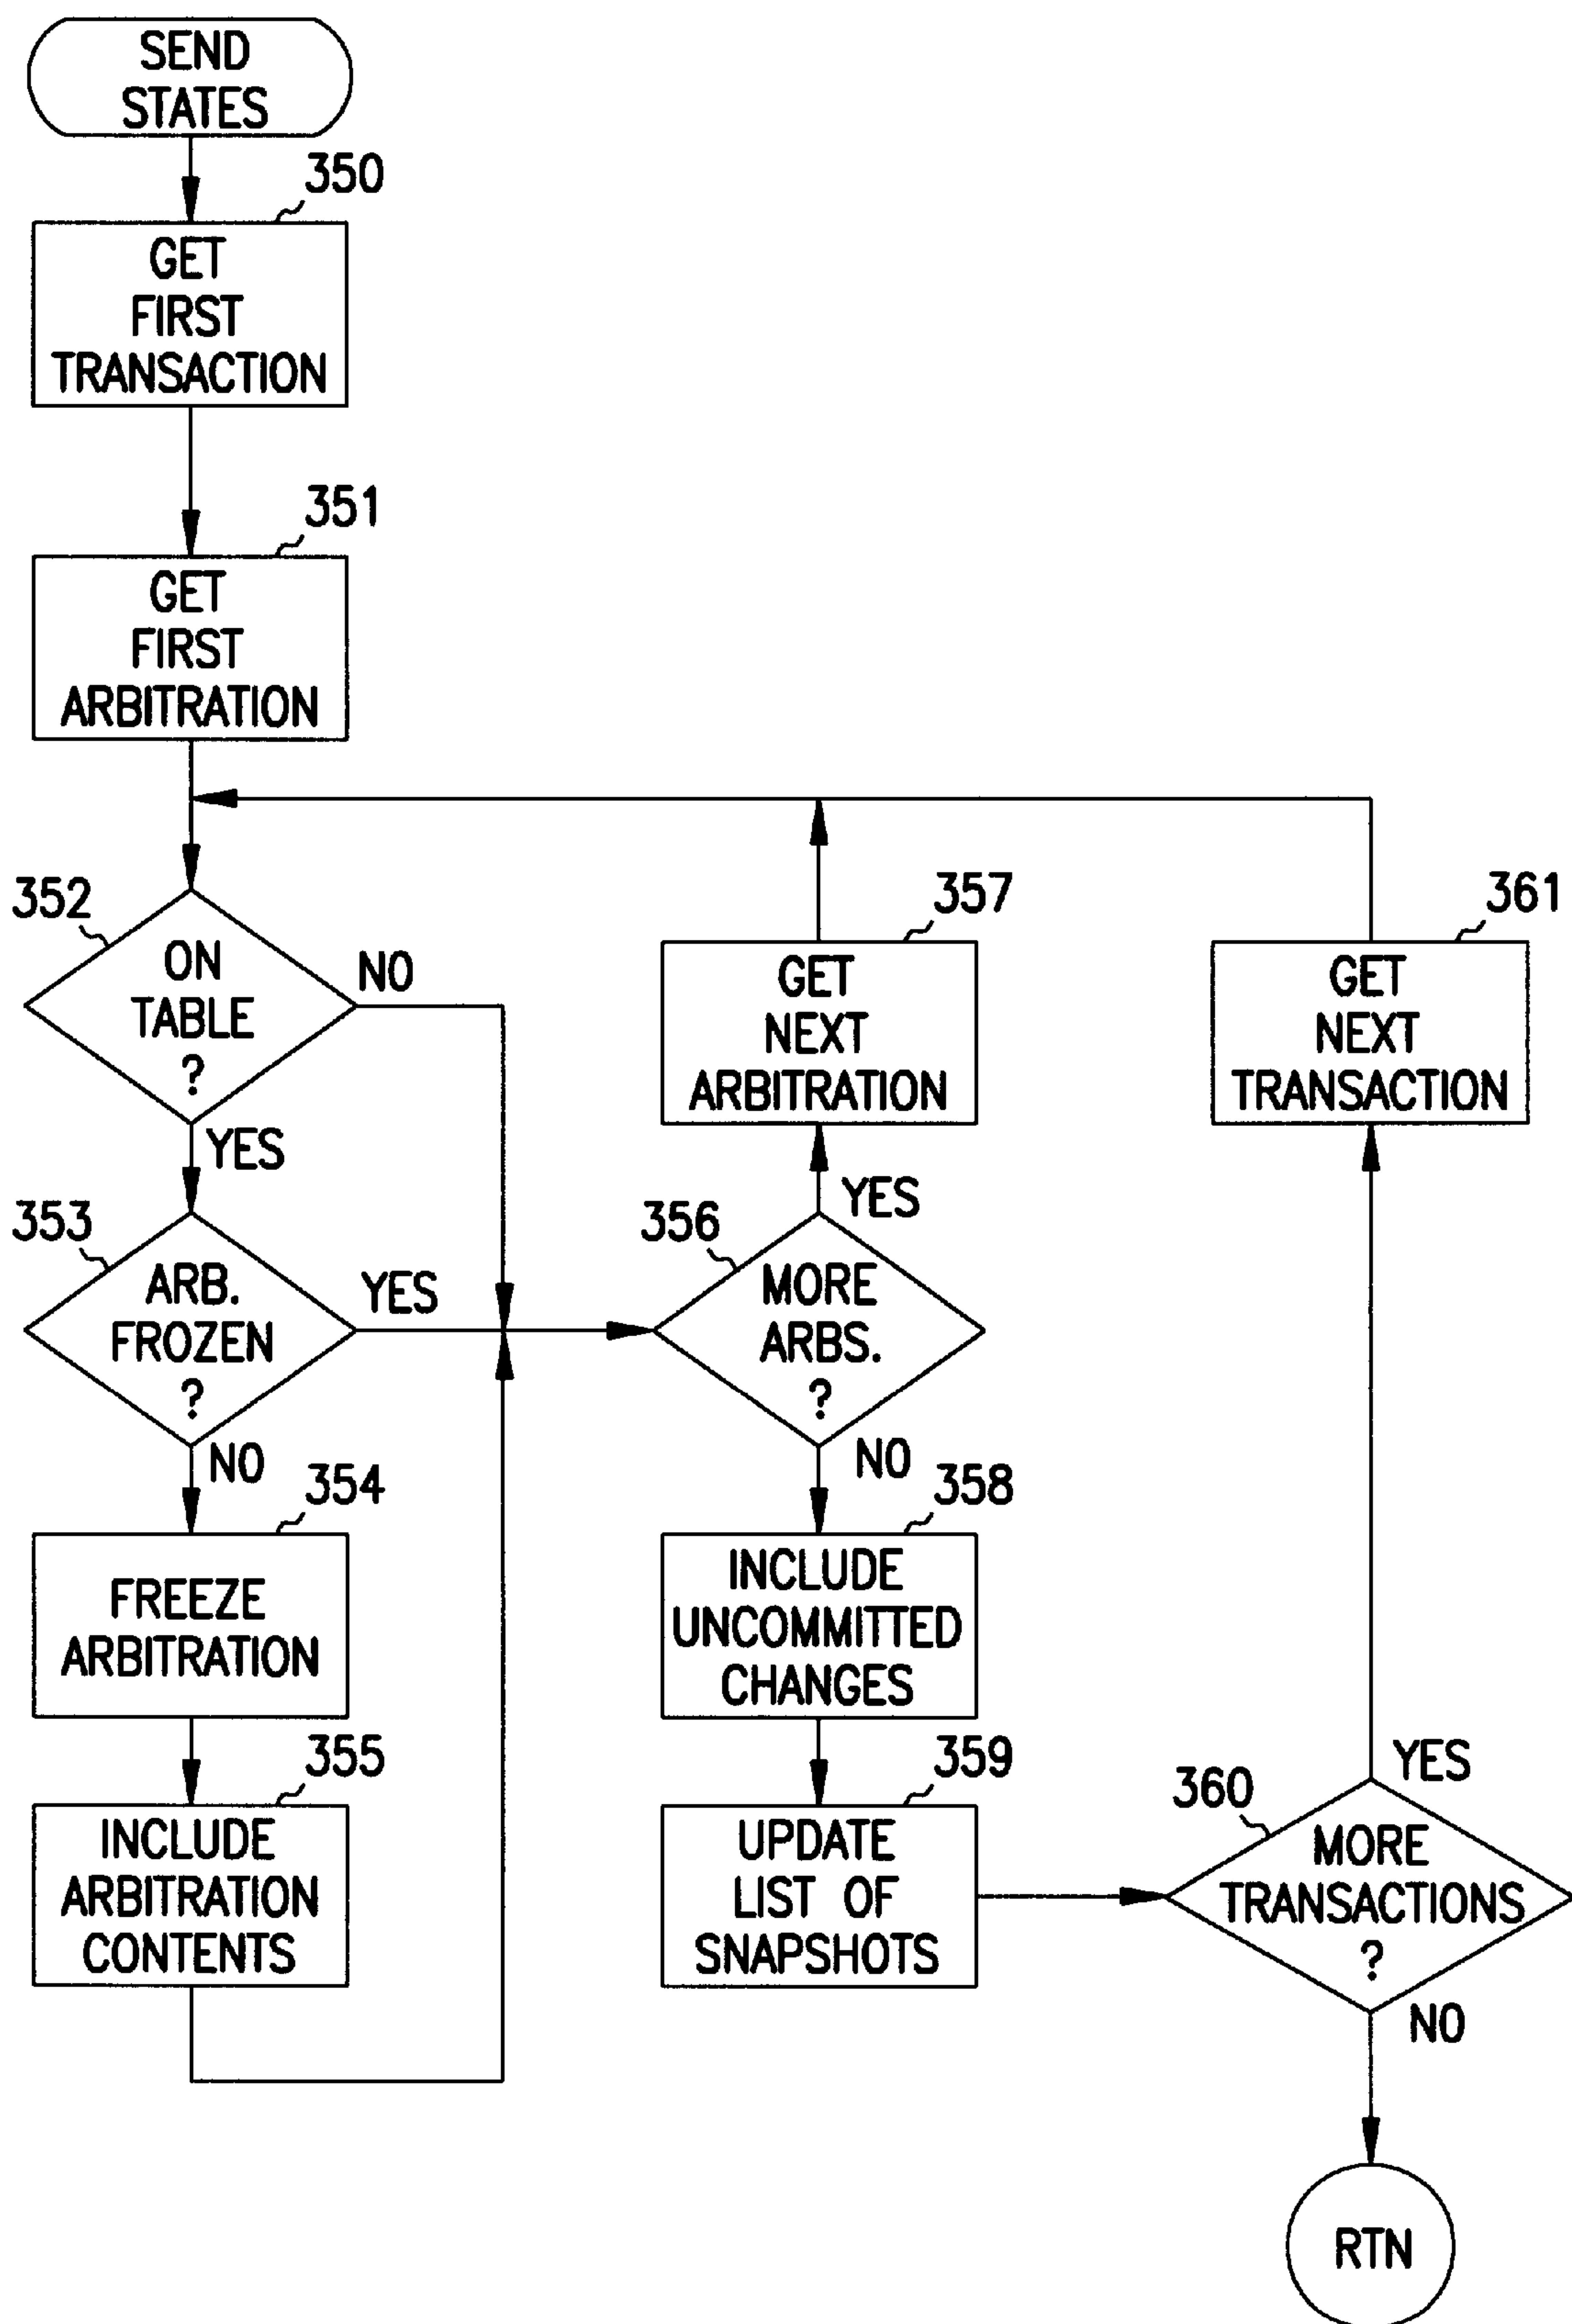 SEND
STATES
350
GET
FIRST
TRANSACTION
351
GET
FIRST
ARBITRATION
352
ON
TABLE
?
NO
YES
353
ARB.
FROZEN
?
YES
NO
354
FREEZE
ARBITRATION
355
INCLUDE
ARBITRATION
CONTENTS
356
MORE
ARBS.
?
YES
NO
357
GET
NEXT
ARBITRATION
358
INCLUDE
UNCOMMITTED
CHANGES
359
UPDATE
LIST OF
SNAPSHOTS
360
MORE
TRANSACTIONS
?
YES
NO
361
GET
NEXT
TRANSACTION
RTN